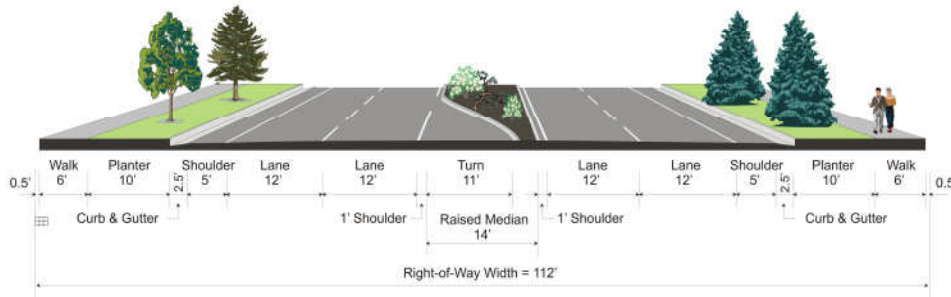 Walk Planter Shoulder Lane Lane Turn Lane Lane Shoulder Planter Walk
0.5' 6' 10' 2.5' 5' 12' 12' 11' 12' 12' 5' 2.5' 10' 6' 0.5'
Curb & Gutter 1' Shoulder Raised Median 1' Shoulder Curb & Gutter
14'
Right-of-Way Width = 112'